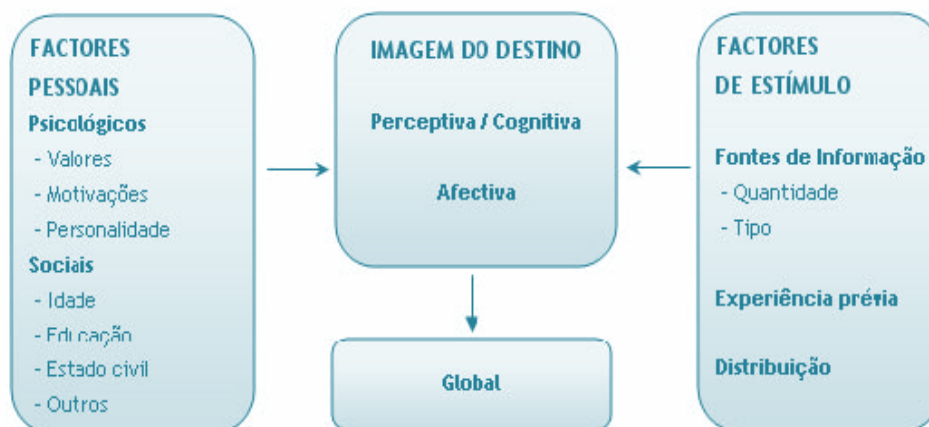 FACTORES
PESSOAIS
Psicológicos
- Valores
- Motivações
- Personalidade
Sociais
- Idade
- Educação
- Estado civil
- Outros
IMAGEM DO DESTINO
Perceptiva / Cognitiva
Afectiva
Global
FACTORES
DE ESTÍMULO
Fontes de Informação
- Quantidade
- Tipo
Experiência prévia
Distribuição